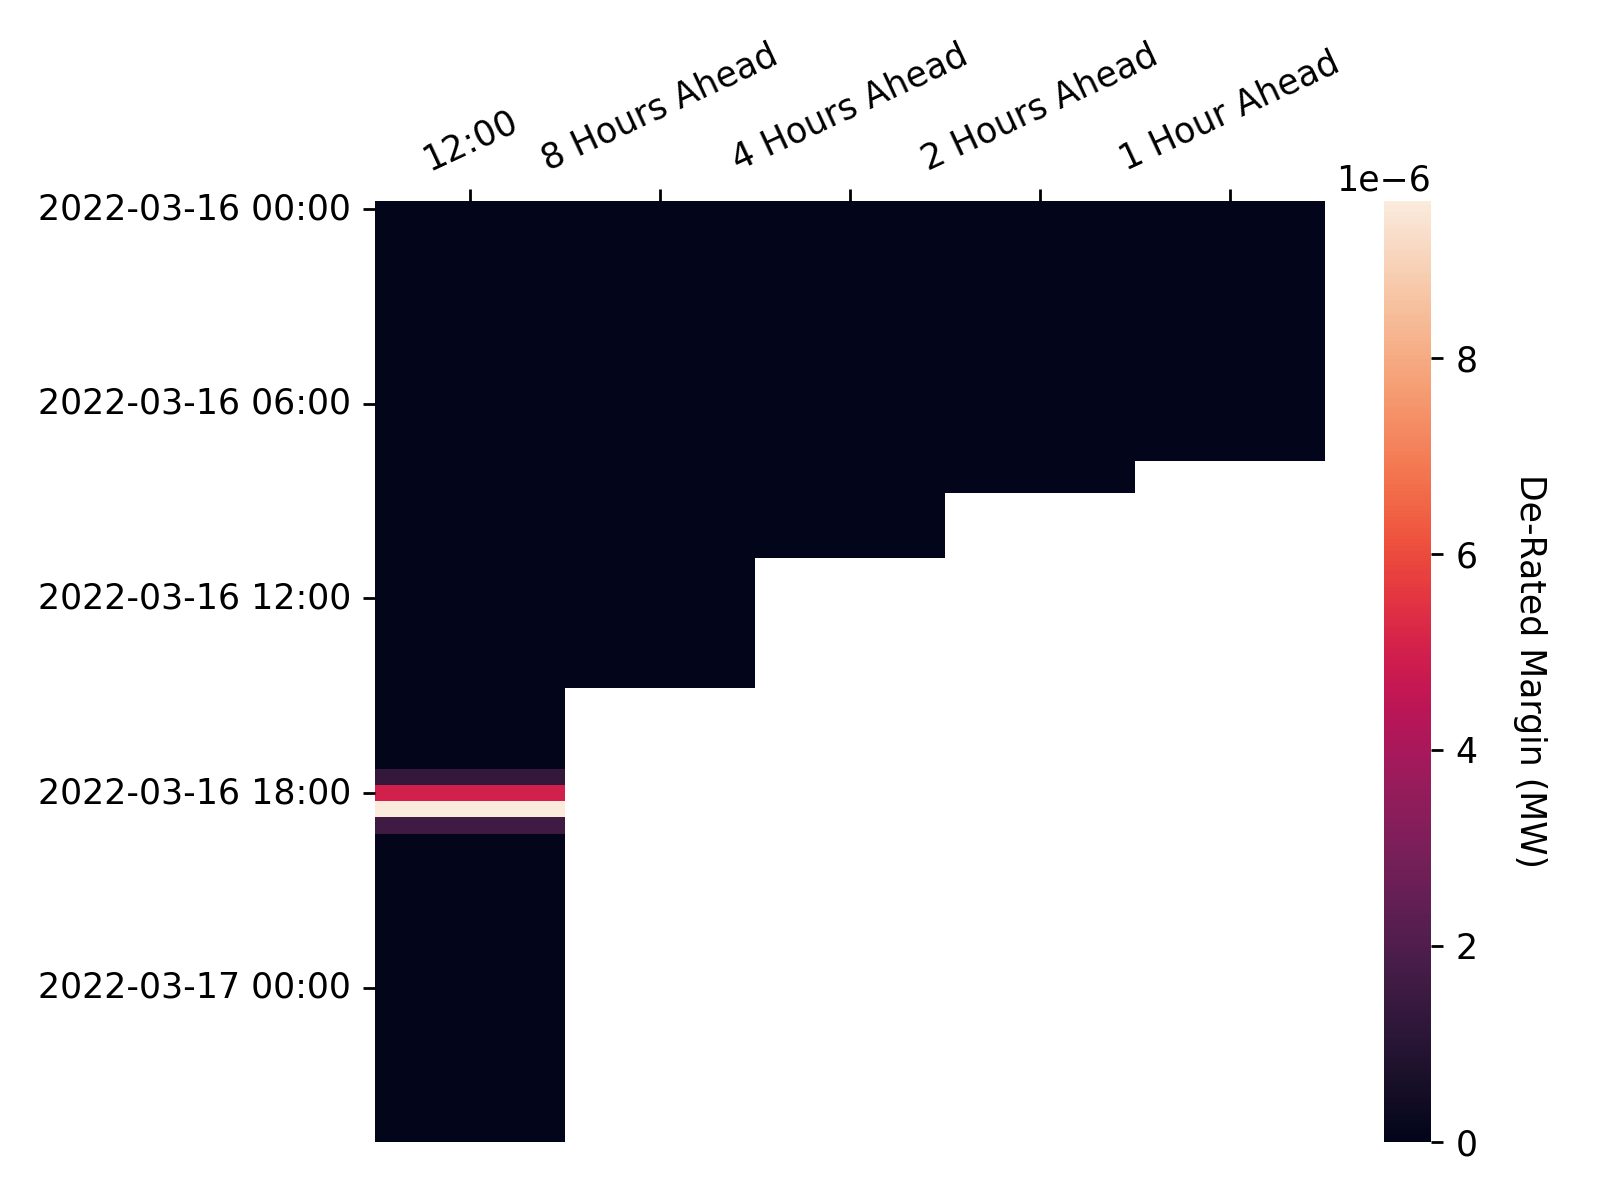 12:00
8 Hours Ahead
4 Hours Ahead
2 Hours Ahead
1 Hour Ahead
2022-03-16 00:00
2022-03-16 06:00
2022-03-16 12:00
2022-03-16 18:00
2022-03-17 00:00
1e−6
8
6
4
2
0
De-Rated Margin (MW)